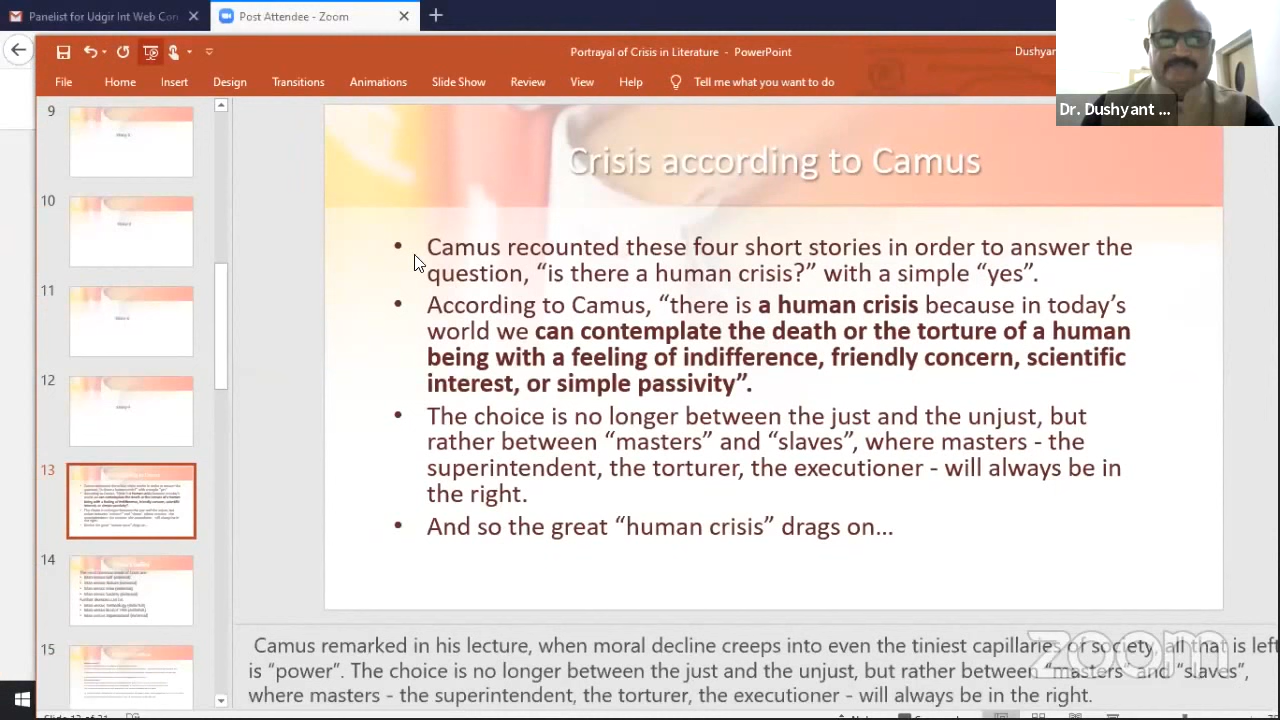 Panelist for Udgir Int Web Con
Post Attendee - Zoom
Portrayal of Crisis in Literature - PowerPoint
Dushyan
File Home Insert Design Transitions Animations Slide Show Review View Help Tell me what you want to do
Dr. Dushyant ...
9
10
11
12
13
14
15
Crisis according to Camus
• Camus recounted these four short stories in order to answer the
question, “is there a human crisis?” with a simple “yes”.
• According to Camus, “there is a human crisis because in today’s
world we can contemplate the death or the torture of a human
being with a feeling of indifference, friendly concern, scientific
interest, or simple passivity”.
• The choice is no longer between the just and the unjust, but
rather between “masters” and “slaves”, where masters - the
superintendent, the torturer, the executioner - will always be in
the right.
• And so the great “human crisis” drags on...
Camus remarked in his lecture, when moral decline creeps into even the tiniest capillaries of society, all that is left
is “power”. The choice is no longer between the just and the unjust, but rather between “masters” and “slaves”,
where masters - the superintendent, the torturer, the executioner - will always be in the right.
zoom